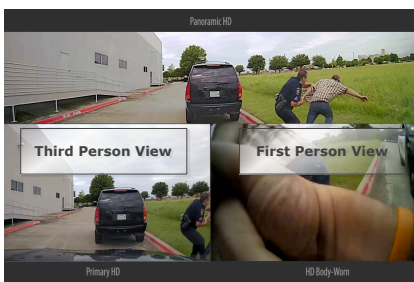 Panoramic HD
Third Person View
First Person View
Primary HD
HD Body-Worn